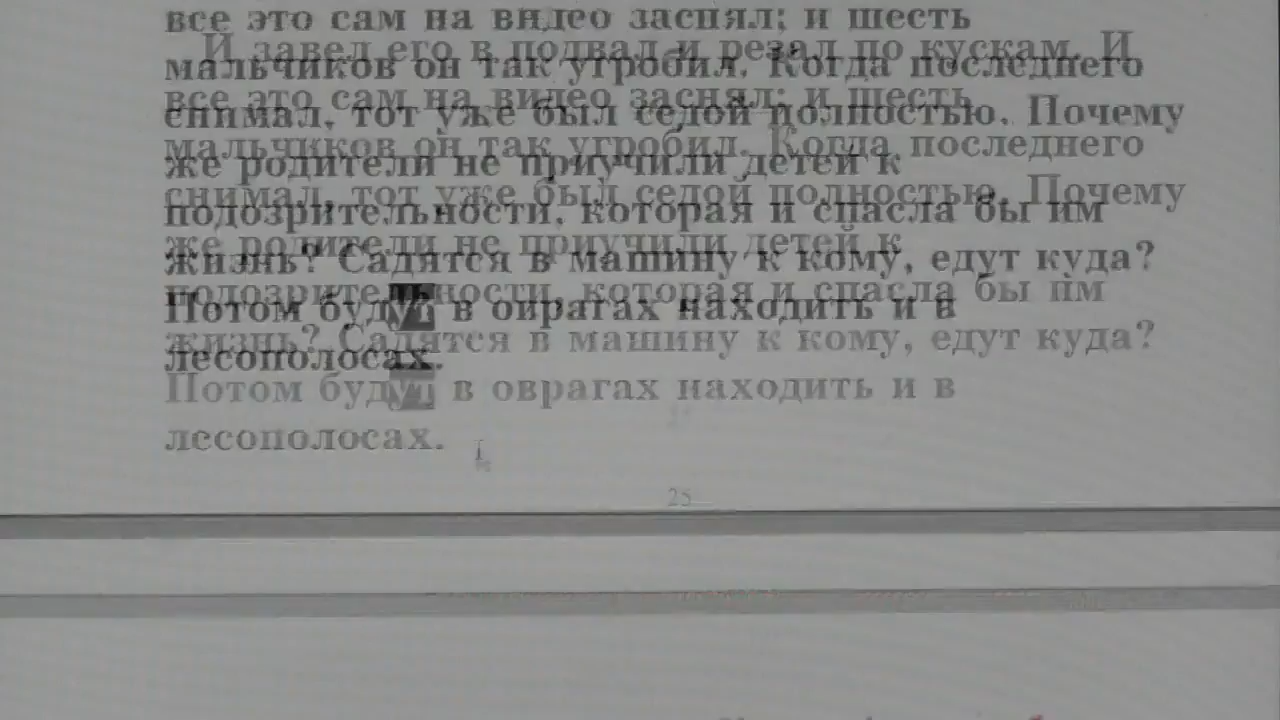 все это сам на видео заснял; и шесть
И завел его в подвал и резал по кускам. И
мальчиков он так угробил. Когда последнего
все это сам на видео заснял; и шесть
снимал, тот уже был седой полностью. Почему
мальчиков он так угробил. Когда последнего
же родители не приучили детей к
снимал, тот уже был седой полностью. Почему
подозрительности, которая и спасла бы им
же родители не приучили детей к
жизнь? Садятся в машину к кому, едут куда?
подозрительности, которая и спасла бы им
Потом будут в оврагах находить и в
жизнь? Садятся в машину к кому, едут куда?
лесополосах.
Потом будут в оврагах находить и в
лесополосах.
25